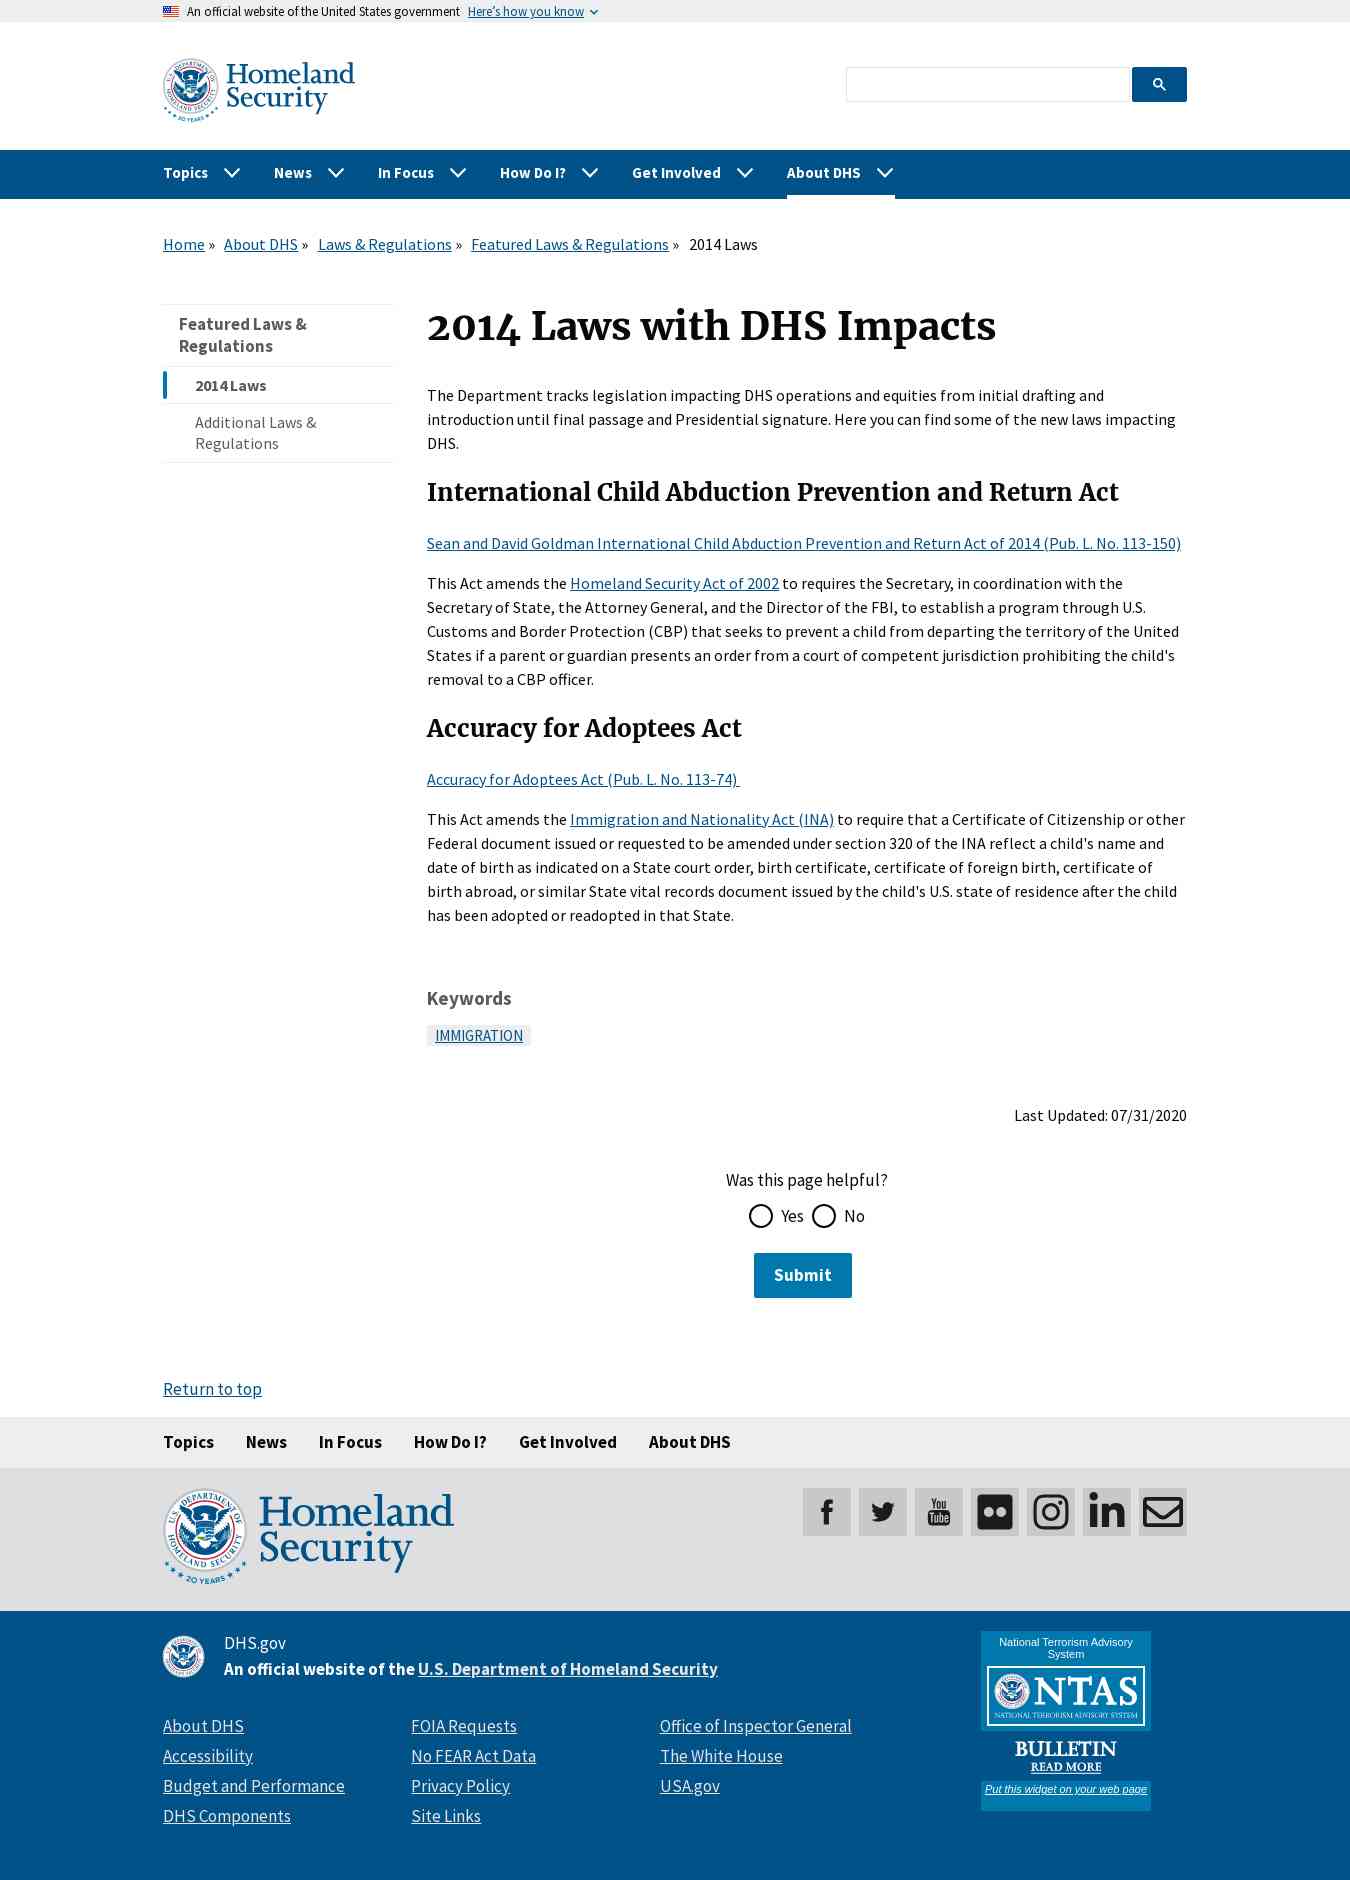 An official website of the United States government Here’s how you know
U.S. DEPARTMENT OF
HOMELAND SECURITY
20 YEARS
Homeland
Security
Topics News In Focus How Do I? Get Involved About DHS
Home » About DHS » Laws & Regulations » Featured Laws & Regulations » 2014 Laws
Featured Laws &
Regulations
2014 Laws
Additional Laws &
Regulations
2014 Laws with DHS Impacts
The Department tracks legislation impacting DHS operations and equities from initial drafting and
introduction until final passage and Presidential signature. Here you can find some of the new laws impacting
DHS.
International Child Abduction Prevention and Return Act
Sean and David Goldman International Child Abduction Prevention and Return Act of 2014 (Pub. L. No. 113-150)
This Act amends the Homeland Security Act of 2002 to requires the Secretary, in coordination with the
Secretary of State, the Attorney General, and the Director of the FBI, to establish a program through U.S.
Customs and Border Protection (CBP) that seeks to prevent a child from departing the territory of the United
States if a parent or guardian presents an order from a court of competent jurisdiction prohibiting the child's
removal to a CBP officer.
Accuracy for Adoptees Act
Accuracy for Adoptees Act (Pub. L. No. 113-74)
This Act amends the Immigration and Nationality Act (INA) to require that a Certificate of Citizenship or other
Federal document issued or requested to be amended under section 320 of the INA reflect a child's name and
date of birth as indicated on a State court order, birth certificate, certificate of foreign birth, certificate of
birth abroad, or similar State vital records document issued by the child's U.S. state of residence after the child
has been adopted or readopted in that State.
Keywords
IMMIGRATION
Last Updated: 07/31/2020
Was this page helpful?
Yes No
Submit
Return to top
Topics News In Focus How Do I? Get Involved About DHS
U.S. DEPARTMENT OF
HOMELAND SECURITY
20 YEARS
Homeland
Security
You
Tube
DHS.gov
An official website of the U.S. Department of Homeland Security
About DHS FOIA Requests Office of Inspector General
Accessibility No FEAR Act Data The White House
Budget and Performance Privacy Policy USA.gov
DHS Components Site Links
National Terrorism Advisory
System
NTAS
NATIONAL TERRORISM ADVISORY SYSTEM
BULLETIN
READ MORE
Put this widget on your web page